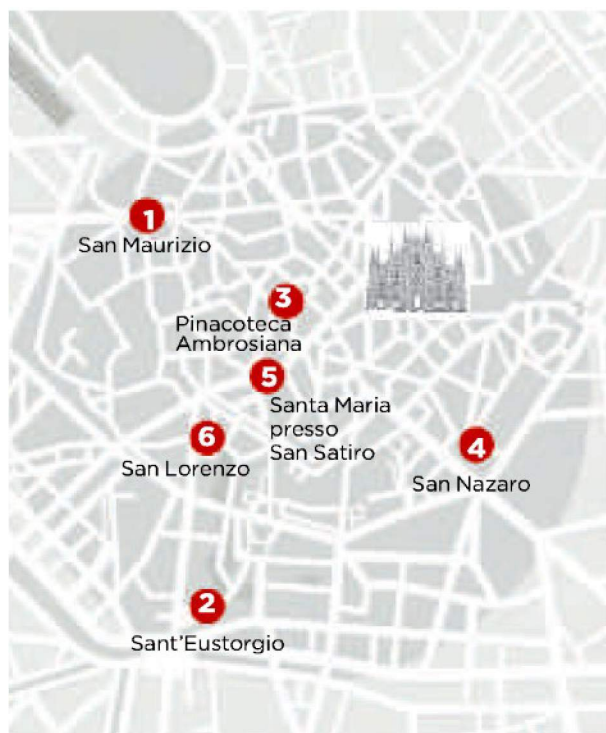 1
San Maurizio
3
Pinacoteca
Ambrosiana
5
Santa Maria
presso
San Satiro
6
San Lorenzo
4
San Nazaro
2
Sant'Eustorgio